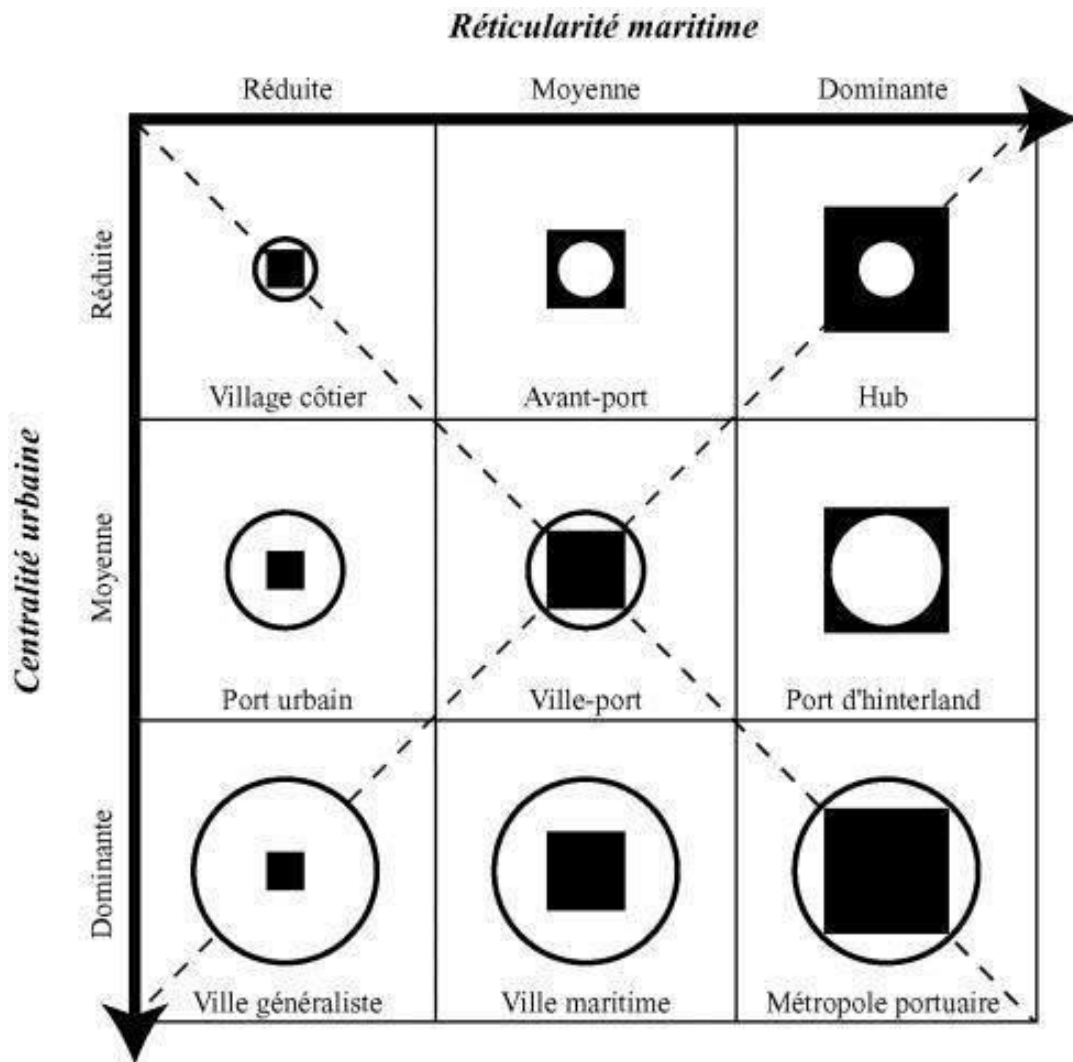 Réticularité maritime
Réduite
Moyenne
Dominante
Centralité urbaine
Réduite
Village côtier
Avant-port
Hub
Moyenne
Port urbain
Ville-port
Port d'hinterland
Dominante
Ville généraliste
Ville maritime
Métropole portuaire